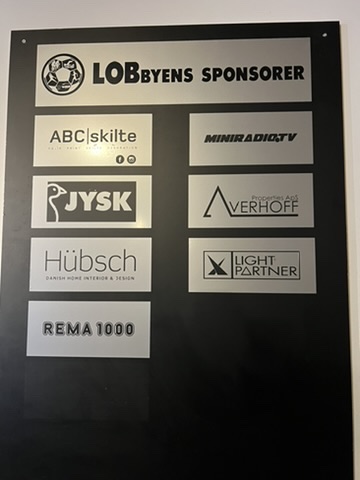 LOBBYENS SPONSORER
ABC|skilte
MINIRADIO.TV
JYSK
Properties ApS
AVERHOFF
Hübsch
DANISH HOME INTERIOR & DESIGN
LIGHT
PARTNER
REMA 1000